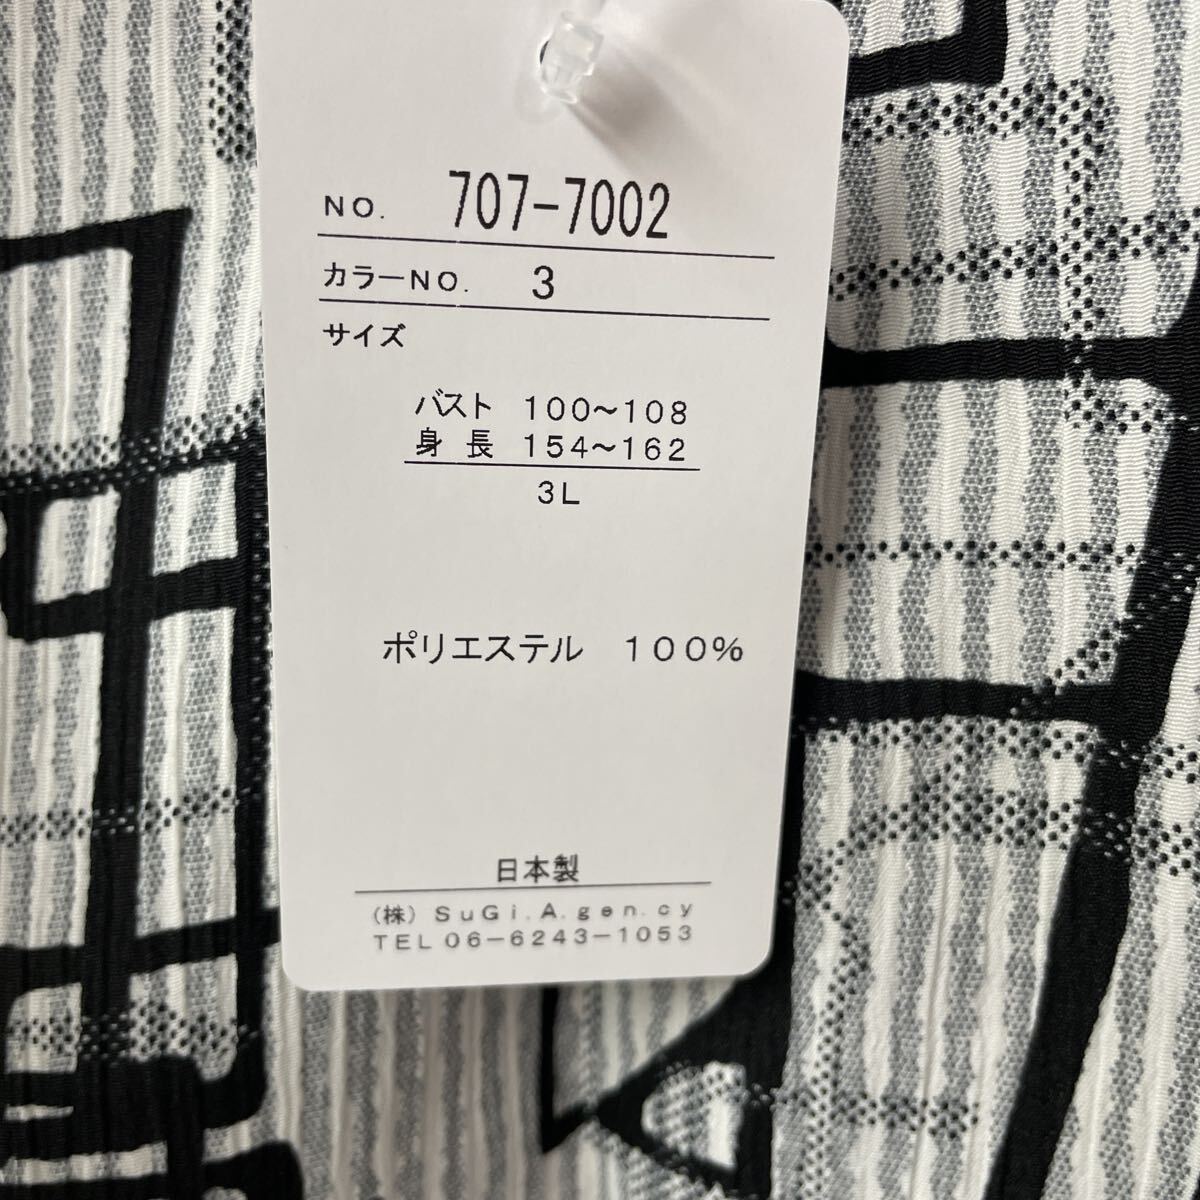 NO. 707-7002
カラーNO. 3
サイズ
バスト 100~108
身長 154~162
3L
ポリエステル 100%
日本製
(株) SuGi.A.gen.cy
TEL 06-6243-1053